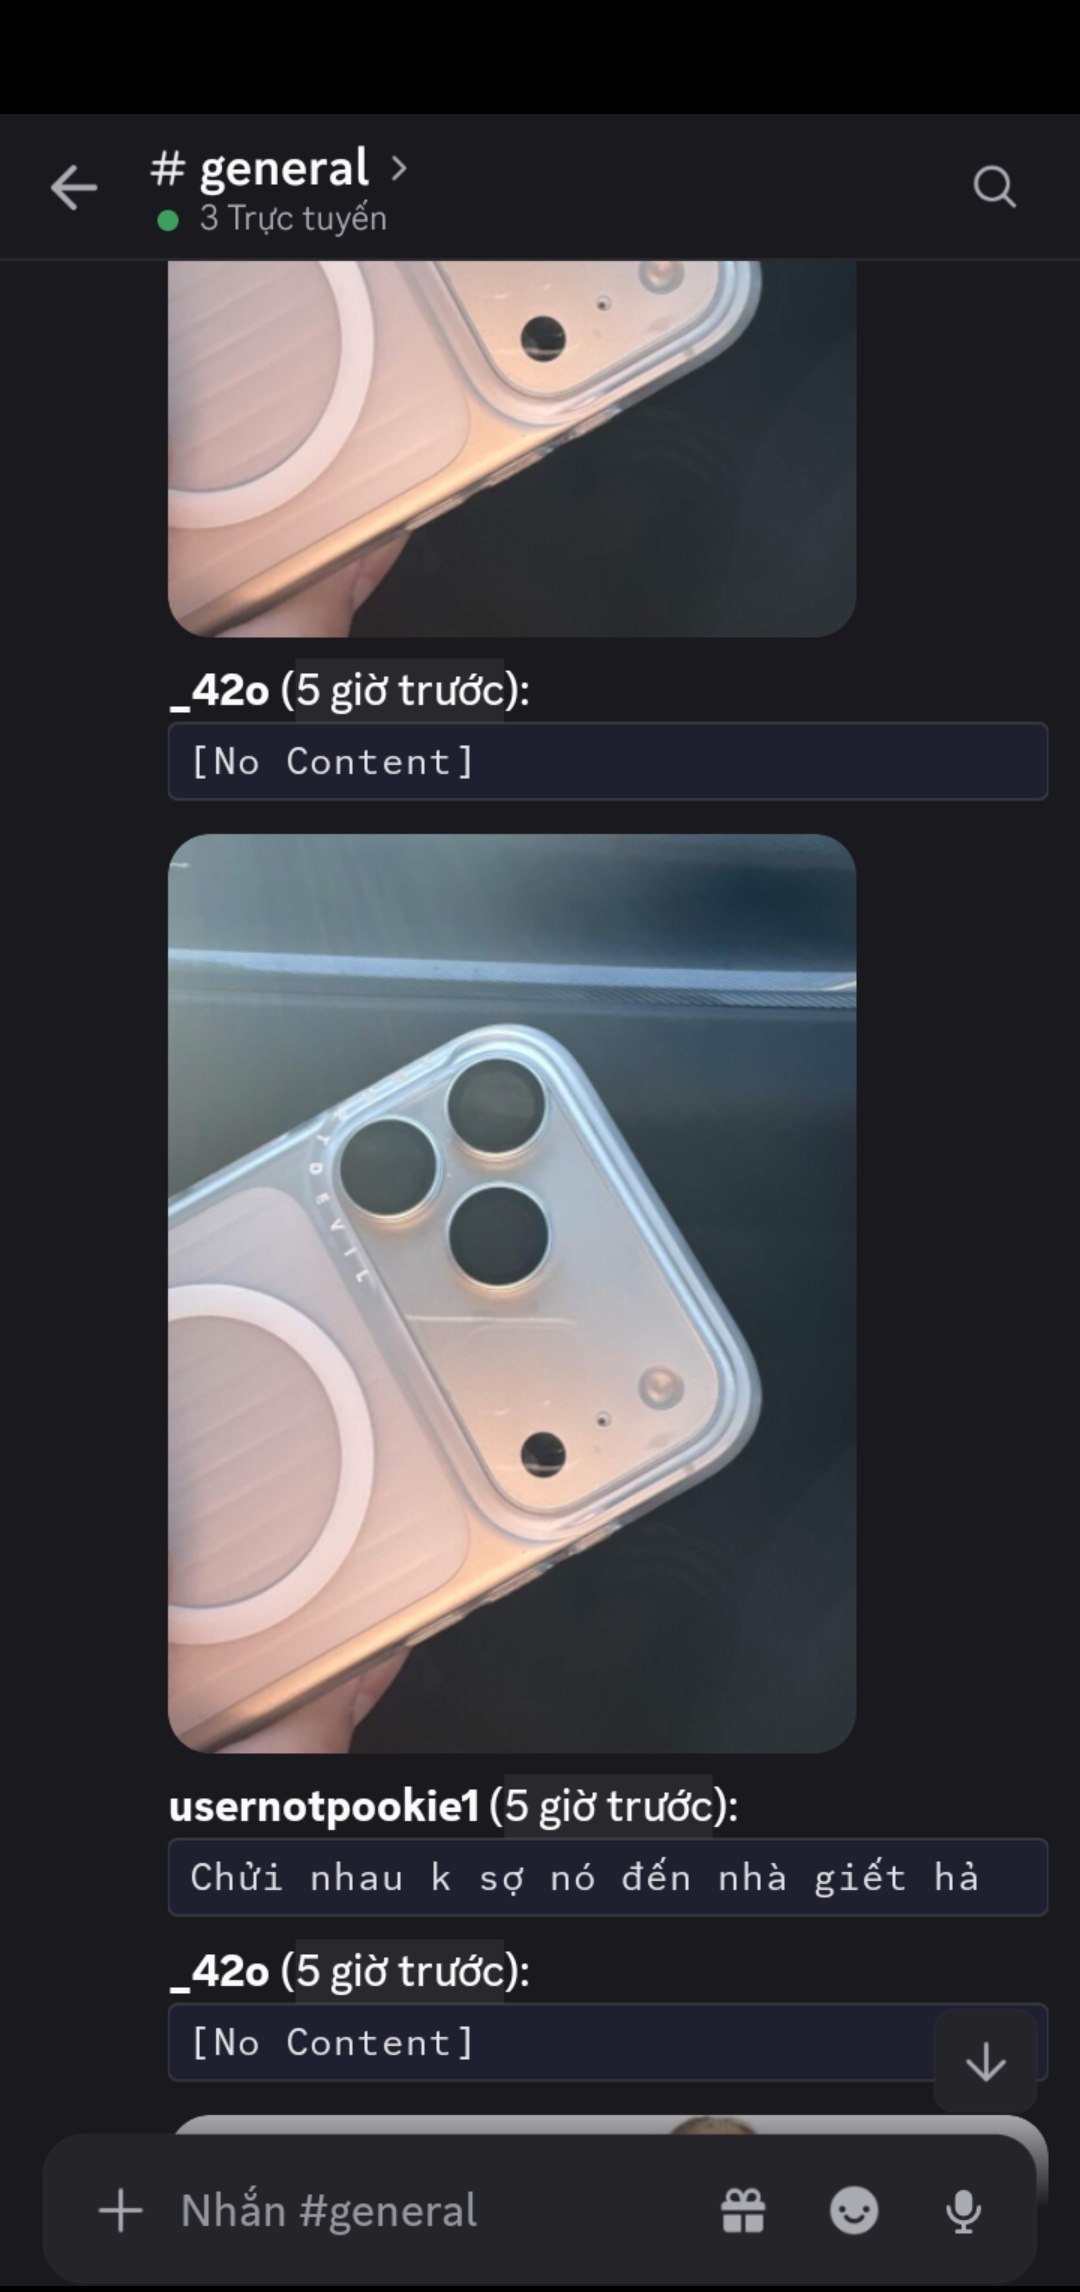 # general
3 Trực tuyến
_42o (5 giờ trước):
[No Content]
DEVIL
usernotpookie1 (5 giờ trước):
Chửi nhau k sợ nó đến nhà giết hả
_42o (5 giờ trước):
[No Content]
Nhắn #general